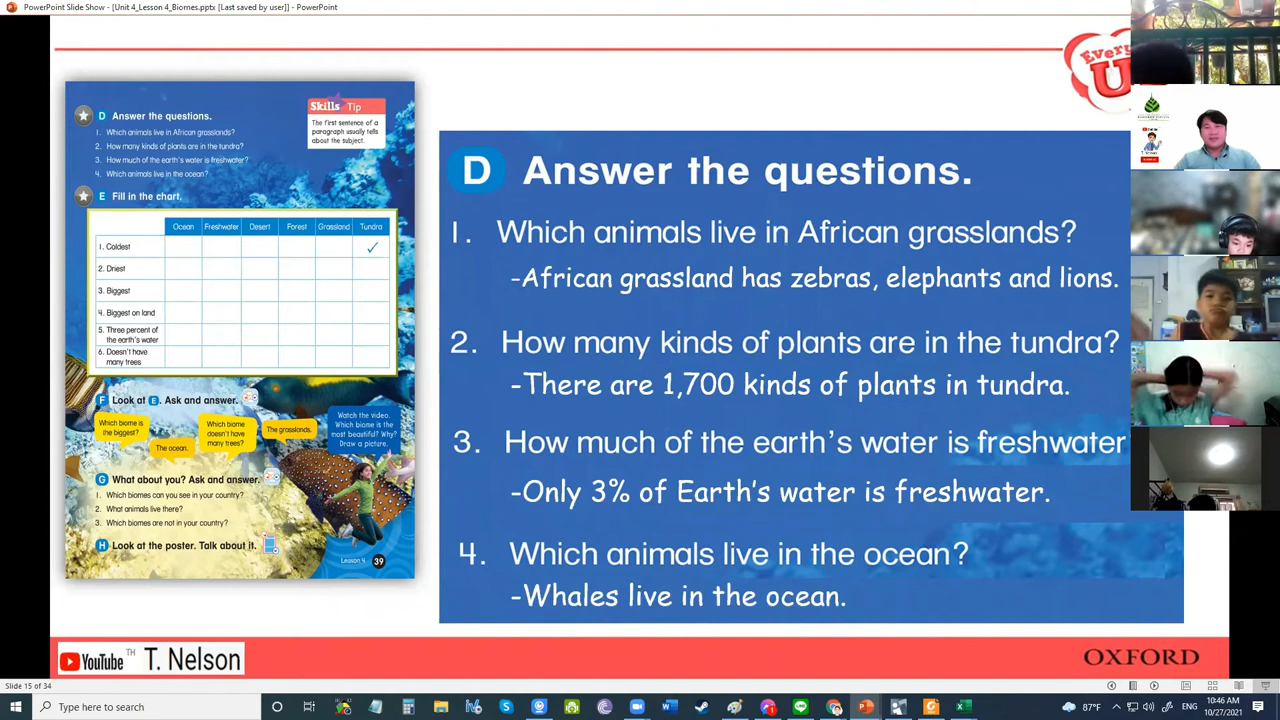 PowerPoint Slide Show - [Unit 4_Lesson 4_Biomes.pptx [Last saved by user]] - PowerPoint
D Answer the questions.
1. Which animals live in African grasslands?
2. How many kinds of plants are in the tundra?
3. How much of the earth's water is freshwater?
4. Which animals live in the ocean?
Skills Tip
The first sentence of a
paragraph usually tells
about the subject.
E Fill in the chart.
Ocean Freshwater Desert Forest Grassland Tundra
1. Coldest ✓
2. Driest
3. Biggest
4. Biggest on land
5. Three percent of
the earth's water
6. Doesn't have
many trees
F Look at E. Ask and answer.
Which biome is
the biggest?
The ocean.
Which biome
doesn't have
many trees?
The grasslands.
Watch the video.
Which biome is the
most beautiful? Why?
Draw a picture.
G What about you? Ask and answer.
1. Which biomes can you see in your country?
2. What animals live there?
3. Which biomes are not in your country?
H Look at the poster. Talk about it.
Lesson 4 39
Every
U
D Answer the questions.
1. Which animals live in African grasslands?
-African grassland has zebras, elephants and lions.
2. How many kinds of plants are in the tundra?
-There are 1,700 kinds of plants in tundra.
3. How much of the earth's water is freshwater
-Only 3% of Earth's water is freshwater.
4. Which animals live in the ocean?
-Whales live in the ocean.
YouTube TH T. Nelson
OXFORD
Slide 15 of 34
Type here to search
87°F
ENG
10:46 AM
10/27/2021